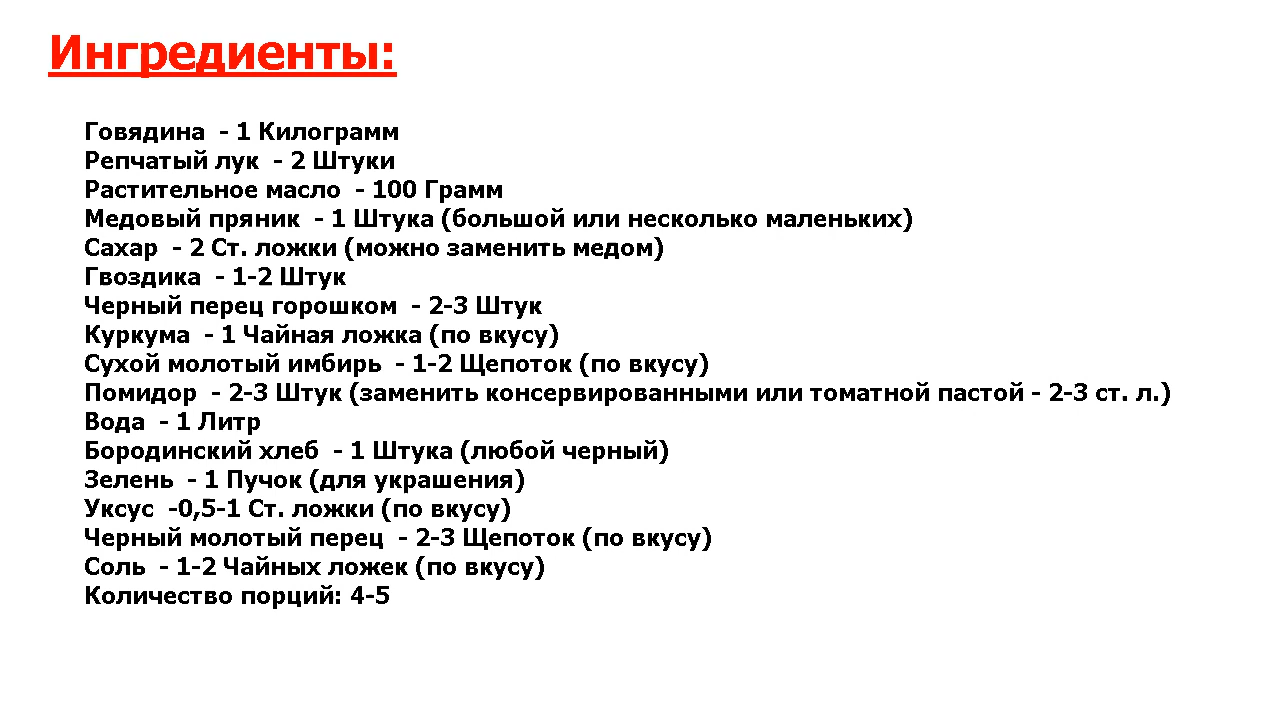 Ингредиенты:
Говядина - 1 Килограмм
Репчатый лук - 2 Штуки
Растительное масло - 100 Грамм
Медовый пряник - 1 Штука (большой или несколько маленьких)
Сахар - 2 Ст. ложки (можно заменить медом)
Гвоздика - 1-2 Штук
Черный перец горошком - 2-3 Штук
Куркума - 1 Чайная ложка (по вкусу)
Сухой молотый имбирь - 1-2 Щепоток (по вкусу)
Помидор - 2-3 Штук (заменить консервированными или томатной пастой - 2-3 ст. л.)
Вода - 1 Литр
Бородинский хлеб - 1 Штука (любой черный)
Зелень - 1 Пучок (для украшения)
Уксус -0,5-1 Ст. ложки (по вкусу)
Черный молотый перец - 2-3 Щепоток (по вкусу)
Соль - 1-2 Чайных ложек (по вкусу)
Количество порций: 4-5